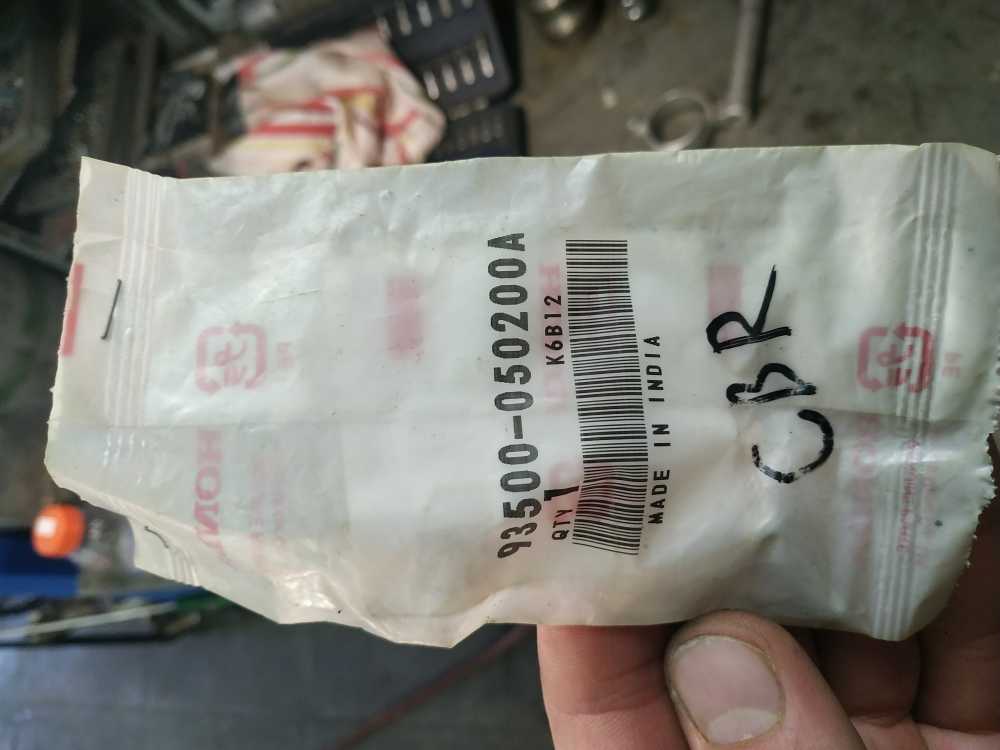 93500-050200A
QTY 1 K6B12
MADE IN INDIA
CBR